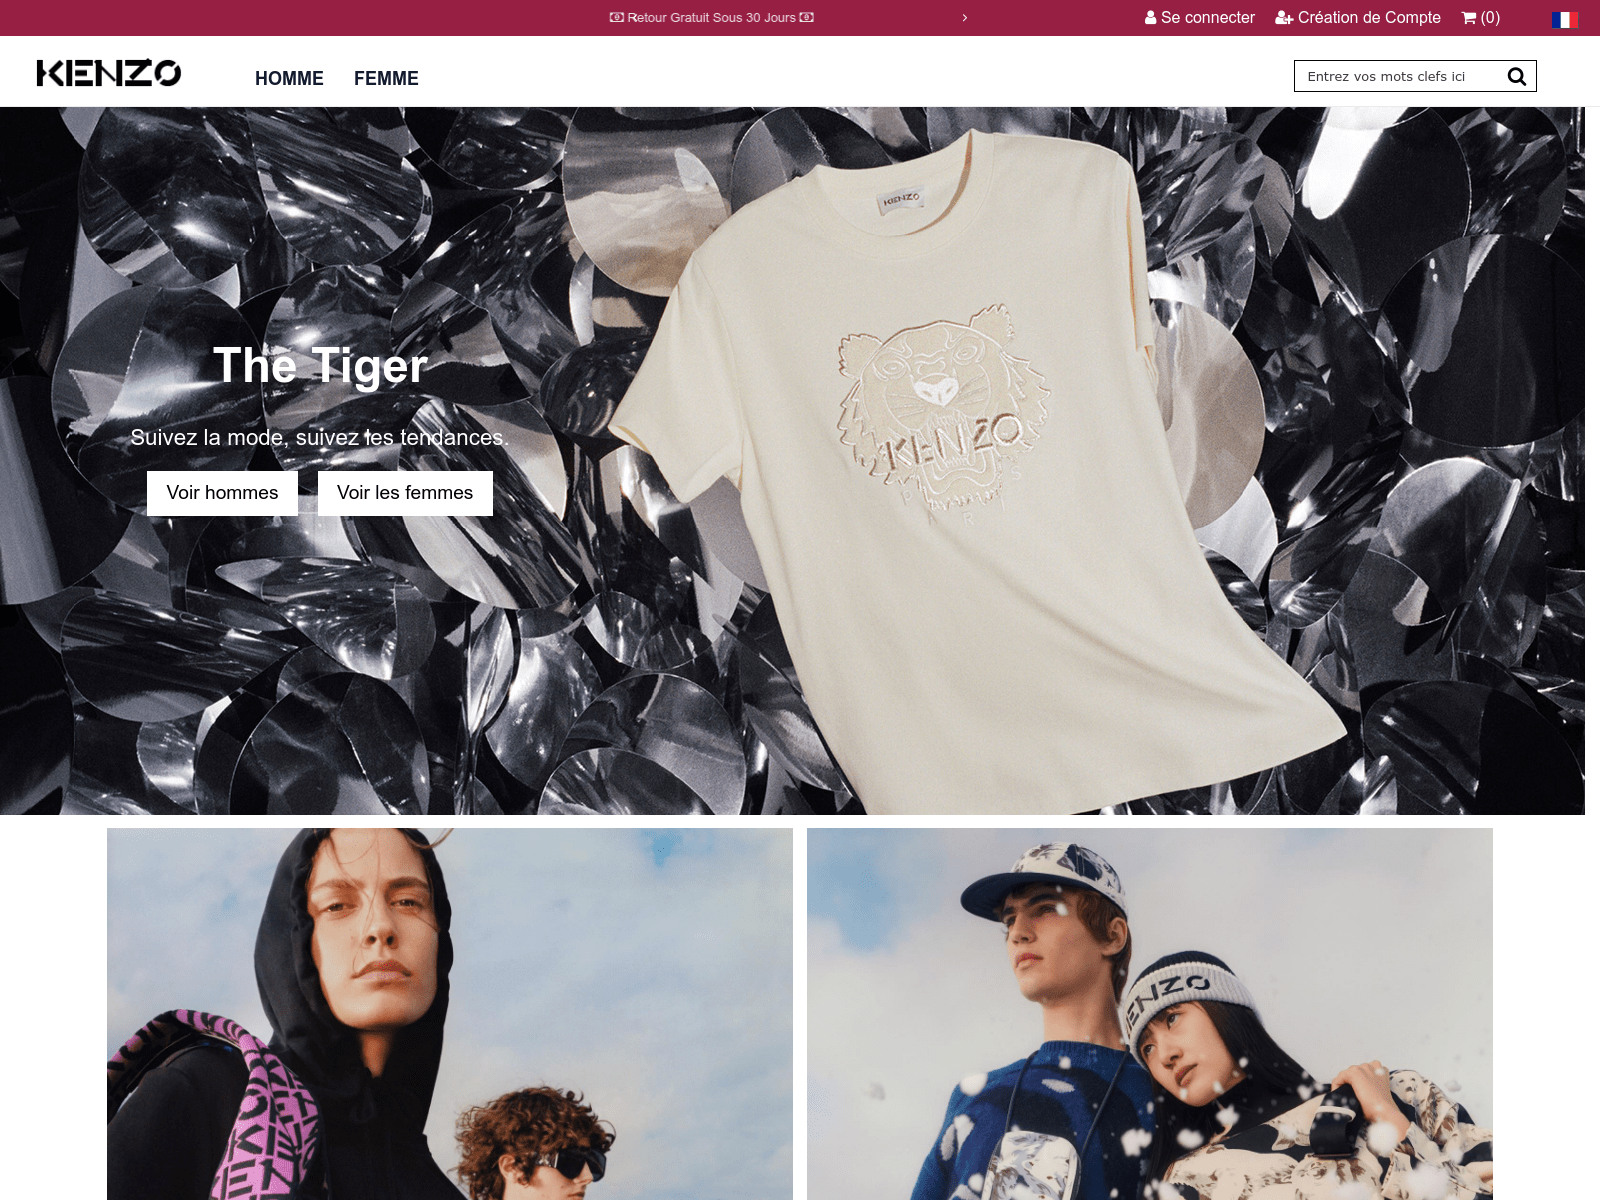 Retour Gratuit Sous 30 Jours
Se connecter
Création de Compte
(0)
KENZO
HOMME
FEMME
Entrez vos mots clefs ici
KENZO
The Tiger
Suivez la mode, suivez les tendances.
Voir hommes
Voir les femmes
KENZO
PARIS
KENZO